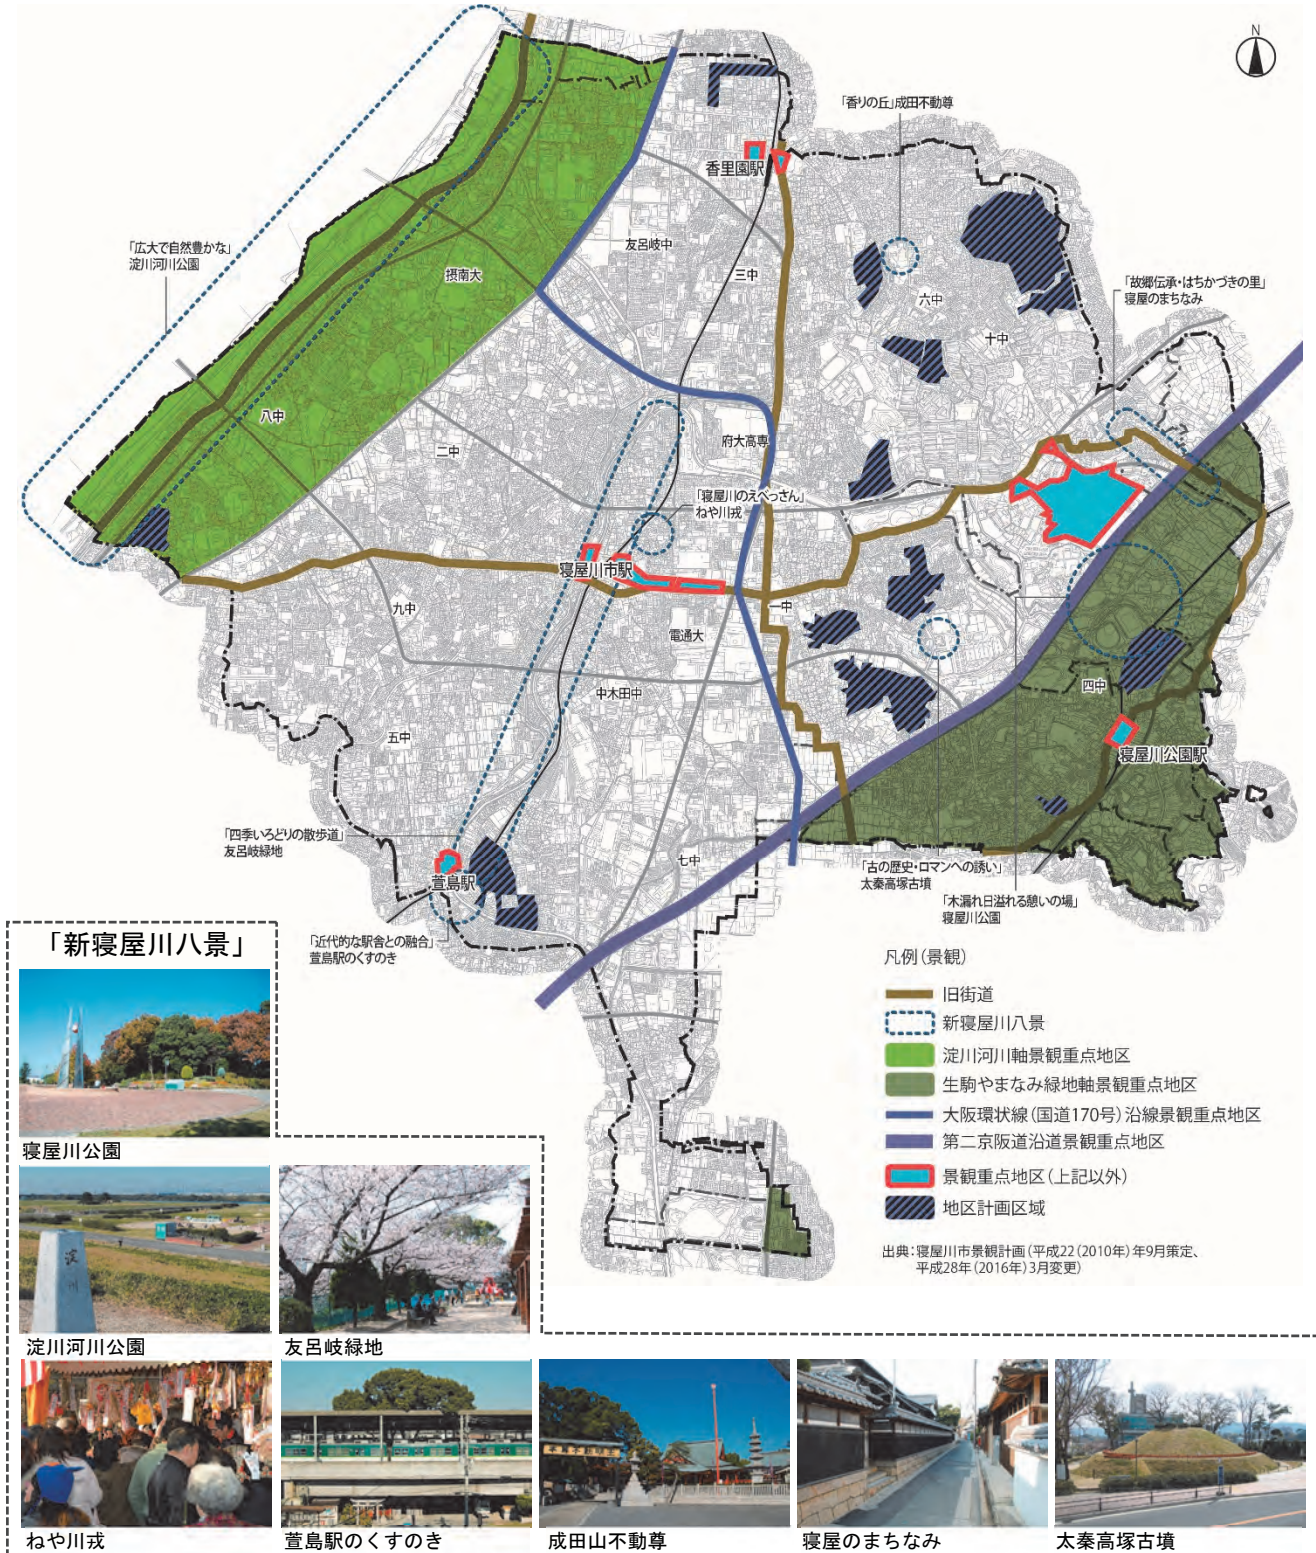 N
「香りの丘」成田不動尊
香里園駅
「広大で自然豊かな」
淀川河川公園
友呂岐中
摂南大
三中
六中
「故郷伝承・はちかづきの里」
寝屋のまちなみ
十中
八中
二中
府大高専
「寝屋川のえべっさん」
ねや川戎
寝屋川市駅
九中
一中
電通大
四中
中木田中
五中
寝屋川公園駅
「四季いろどりの散歩道」
友呂岐緑地
七中
萱島駅
「古の歴史・ロマンへの誘い」
太秦高塚古墳
「木漏れ日溢れる憩いの場」
寝屋川公園
「近代的な駅舎との融合」
萱島駅のくすのき
凡例(景観)
旧街道
新寝屋川八景
淀川河川軸景観重点地区
生駒やまなみ緑地軸景観重点地区
大阪環状線(国道170号)沿線景観重点地区
第二京阪道沿道景観重点地区
景観重点地区(上記以外)
地区計画区域
出典:寝屋川市景観計画(平成22(2010年)年9月策定、
平成28年(2016年)3月変更)
「新寝屋川八景」
寝屋川公園
淀川
淀川河川公園
友呂岐緑地
ねや川戎
萱島駅のくすのき
成田山不動尊
寝屋のまちなみ
太秦高塚古墳